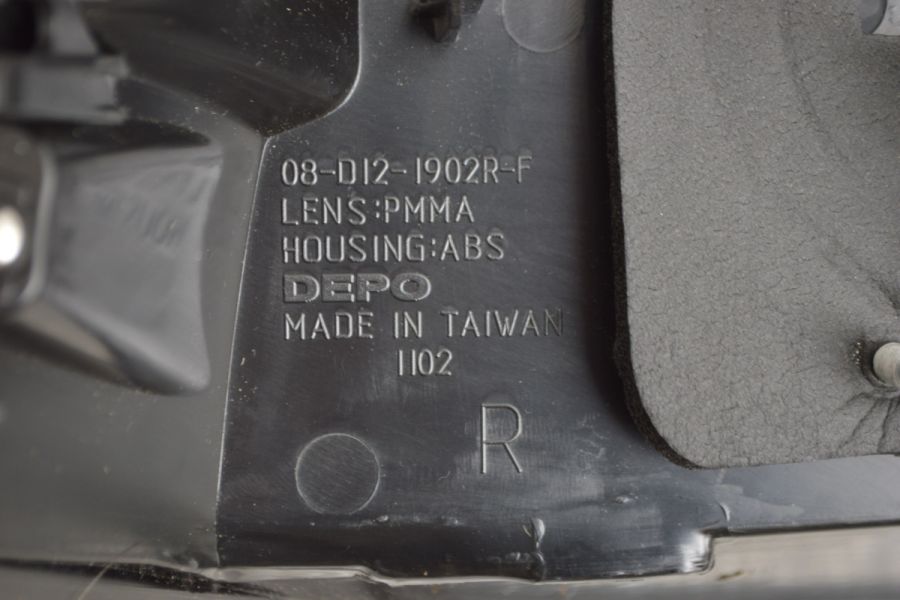 08-D12-1902R-F
LENS:PMMA
HOUSING:ABS
DEPO
MADE IN TAIWAN
1102
R